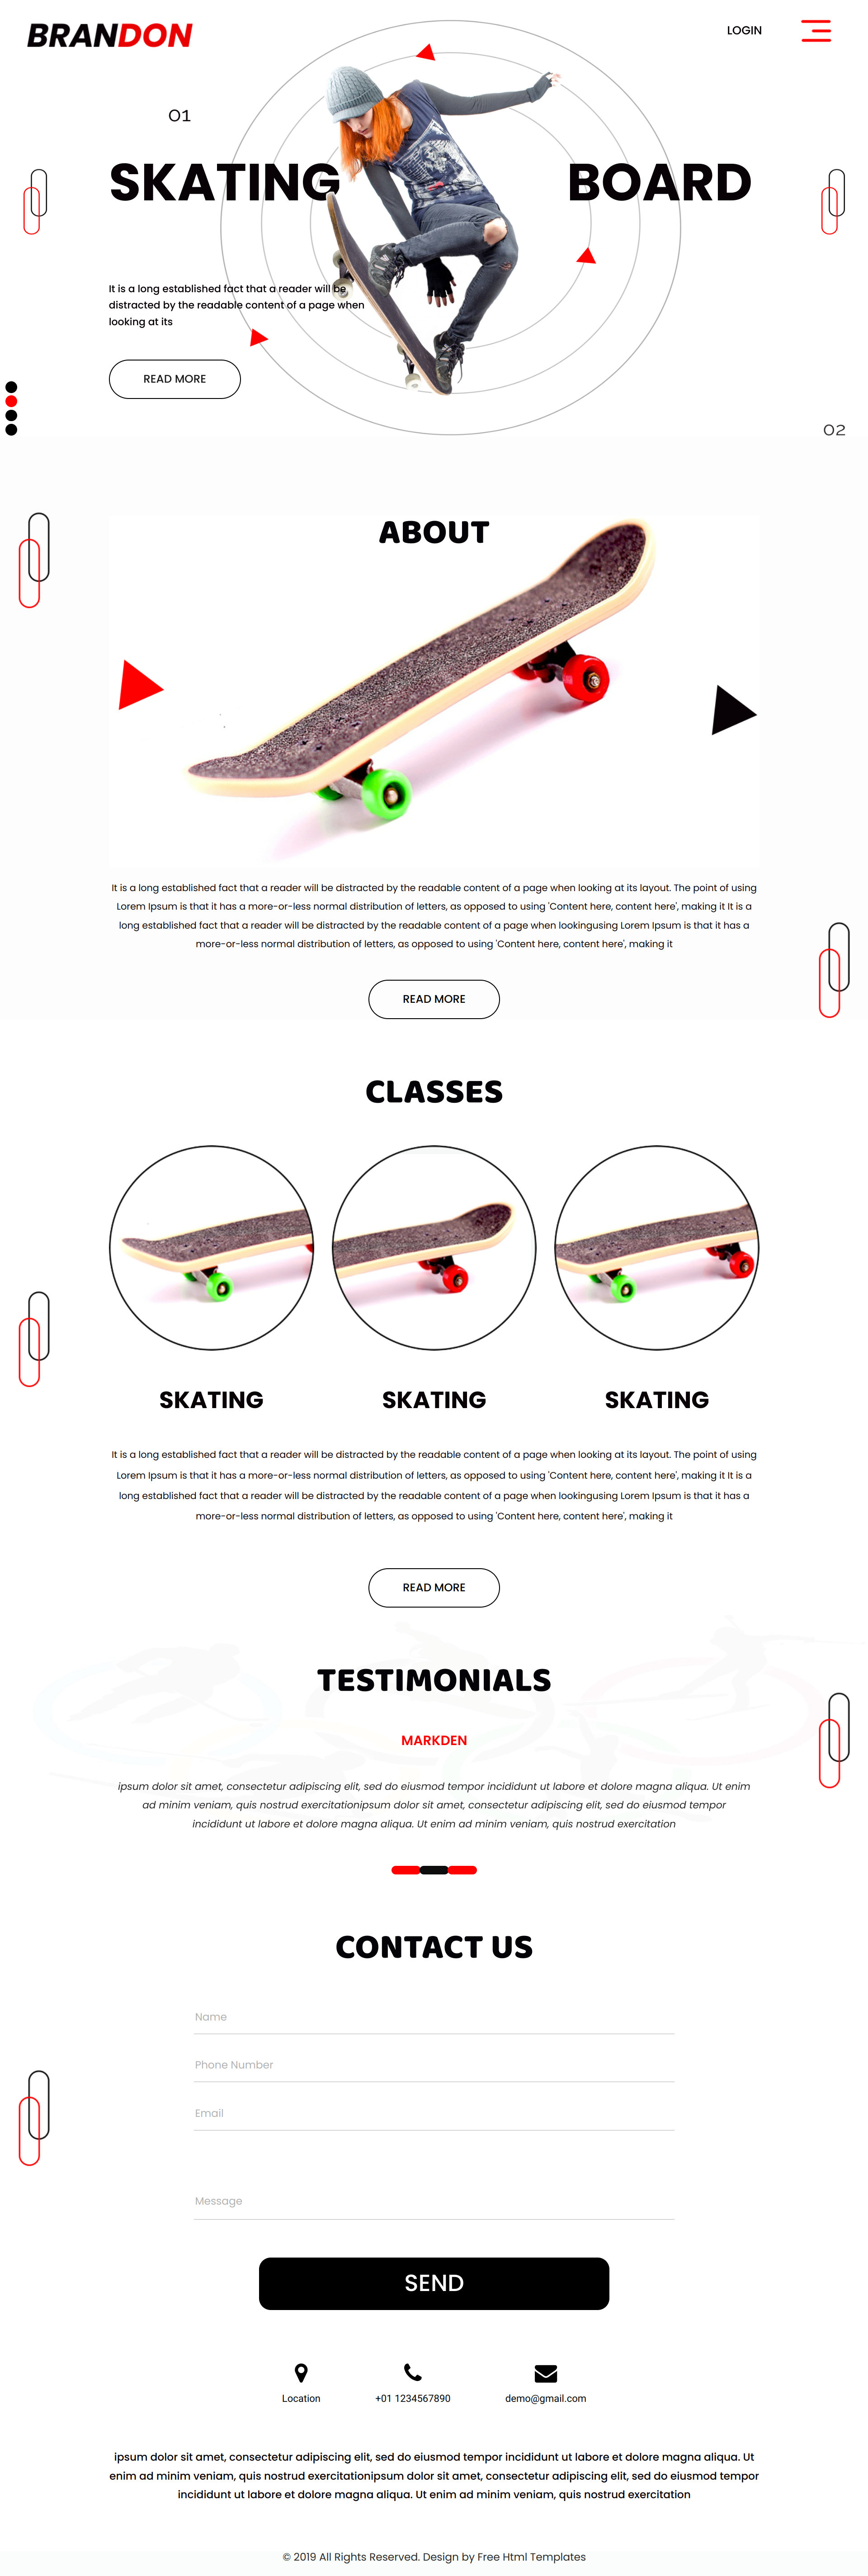 BRANDON
LOGIN
01
SKATING BOARD
It is a long established fact that a reader will be
distracted by the readable content of a page when
looking at its
READ MORE
02
ABOUT
It is a long established fact that a reader will be distracted by the readable content of a page when looking at its layout. The point of using
Lorem Ipsum is that it has a more-or-less normal distribution of letters, as opposed to using 'Content here, content here', making it It is a
long established fact that a reader will be distracted by the readable content of a page when lookingusing Lorem Ipsum is that it has a
more-or-less normal distribution of letters, as opposed to using 'Content here, content here', making it
READ MORE
CLASSES
SKATING
SKATING
SKATING
It is a long established fact that a reader will be distracted by the readable content of a page when looking at its layout. The point of using
Lorem Ipsum is that it has a more-or-less normal distribution of letters, as opposed to using 'Content here, content here', making it It is a
long established fact that a reader will be distracted by the readable content of a page when lookingusing Lorem Ipsum is that it has a
more-or-less normal distribution of letters, as opposed to using 'Content here, content here', making it
READ MORE
TESTIMONIALS
MARKDEN
ipsum dolor sit amet, consectetur adipiscing elit, sed do eiusmod tempor incididunt ut labore et dolore magna aliqua. Ut enim
ad minim veniam, quis nostrud exercitationipsum dolor sit amet, consectetur adipiscing elit, sed do eiusmod tempor
incididunt ut labore et dolore magna aliqua. Ut enim ad minim veniam, quis nostrud exercitation
CONTACT US
Name
Phone Number
Email
Message
SEND
Location
+01 1234567890
demo@gmail.com
ipsum dolor sit amet, consectetur adipiscing elit, sed do eiusmod tempor incididunt ut labore et dolore magna aliqua. Ut
enim ad minim veniam, quis nostrud exercitationipsum dolor sit amet, consectetur adipiscing elit, sed do eiusmod tempor
incididunt ut labore et dolore magna aliqua. Ut enim ad minim veniam, quis nostrud exercitation
© 2019 All Rights Reserved. Design by Free Html Templates